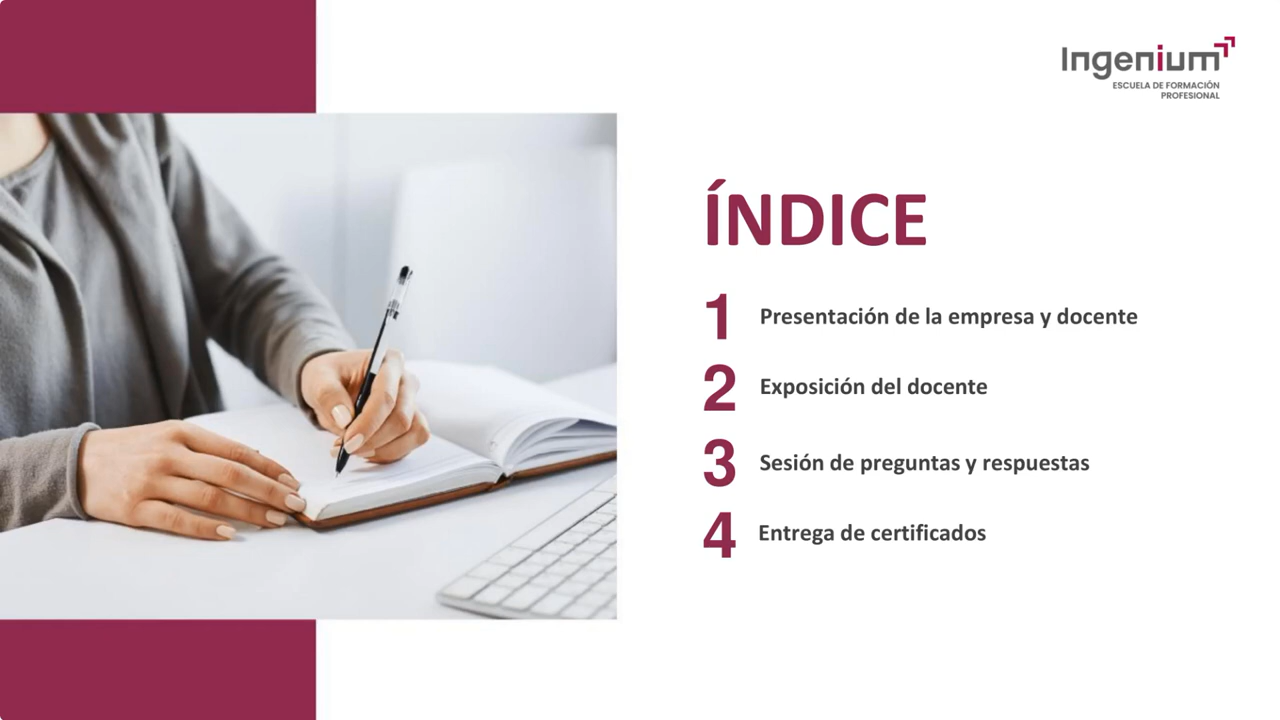 Ingenium
ESCUELA DE FORMACIÓN
PROFESIONAL
ÍNDICE
1 Presentación de la empresa y docente
2 Exposición del docente
3 Sesión de preguntas y respuestas
4 Entrega de certificados